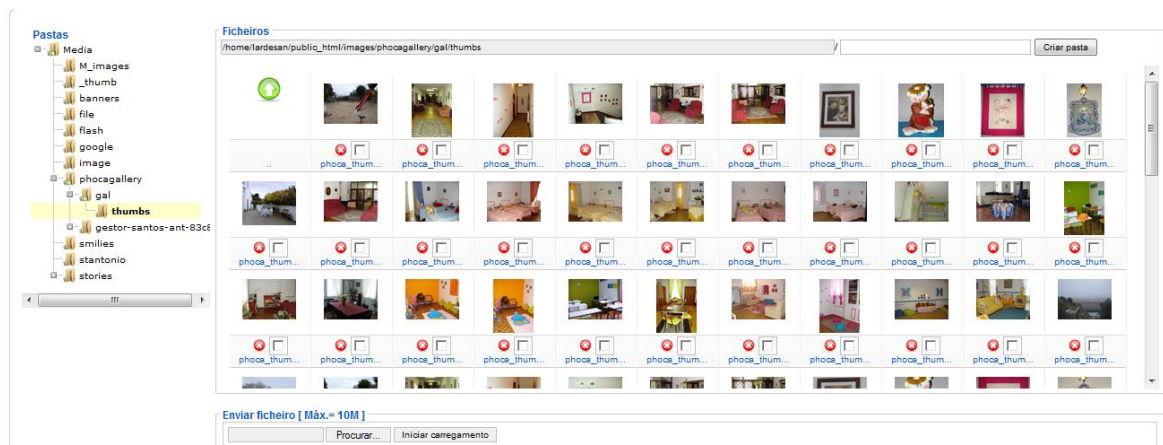 Pastas
Media
M_images
_thumb
banners
file
flash
google
image
phocagallery
gal
thumbs
gestor-santos-ant-83c8
smilies
stantonio
stories
Ficheiros
/home/lardesan/public_html/images/phocagallery/gal/thumbs / Criar pasta
.. phoca_thum... phoca_thum... phoca_thum... phoca_thum... phoca_thum... phoca_thum... phoca_thum... phoca_thum... phoca_thum... phoca_thum...
phoca_thum... phoca_thum... phoca_thum... phoca_thum... phoca_thum... phoca_thum... phoca_thum... phoca_thum... phoca_thum... phoca_thum... phoca_thum...
phoca_thum... phoca_thum... phoca_thum... phoca_thum... phoca_thum... phoca_thum... phoca_thum... phoca_thum... phoca_thum... phoca_thum... phoca_thum...
Enviar ficheiro [ Máx.= 10M ]
Procurar... Iniciar carregamento